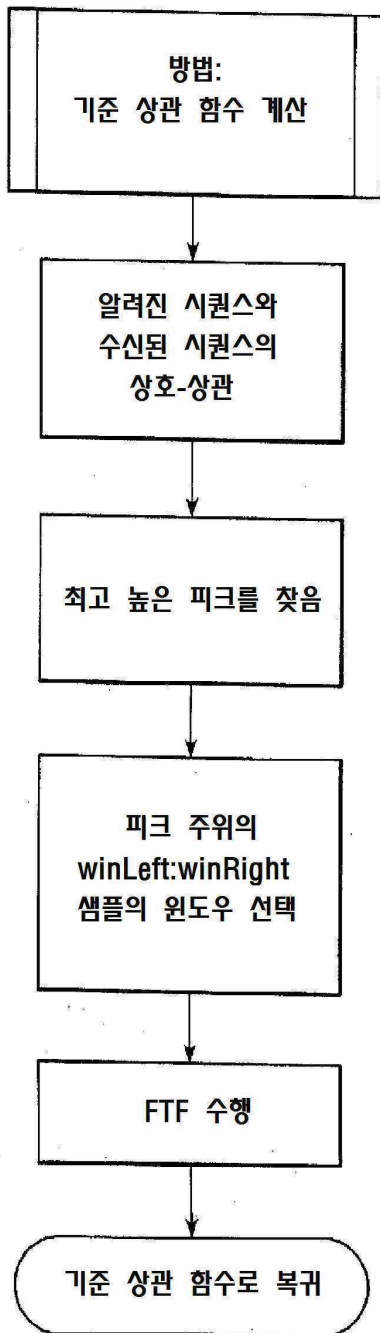 방법:
기준 상관 함수 계산
알려진 시퀀스와
수신된 시퀀스의
상호-상관
최고 높은 피크를 찾음
피크 주위의
winLeft:winRight
샘플의 윈도우 선택
FTF 수행
기준 상관 함수로 복귀